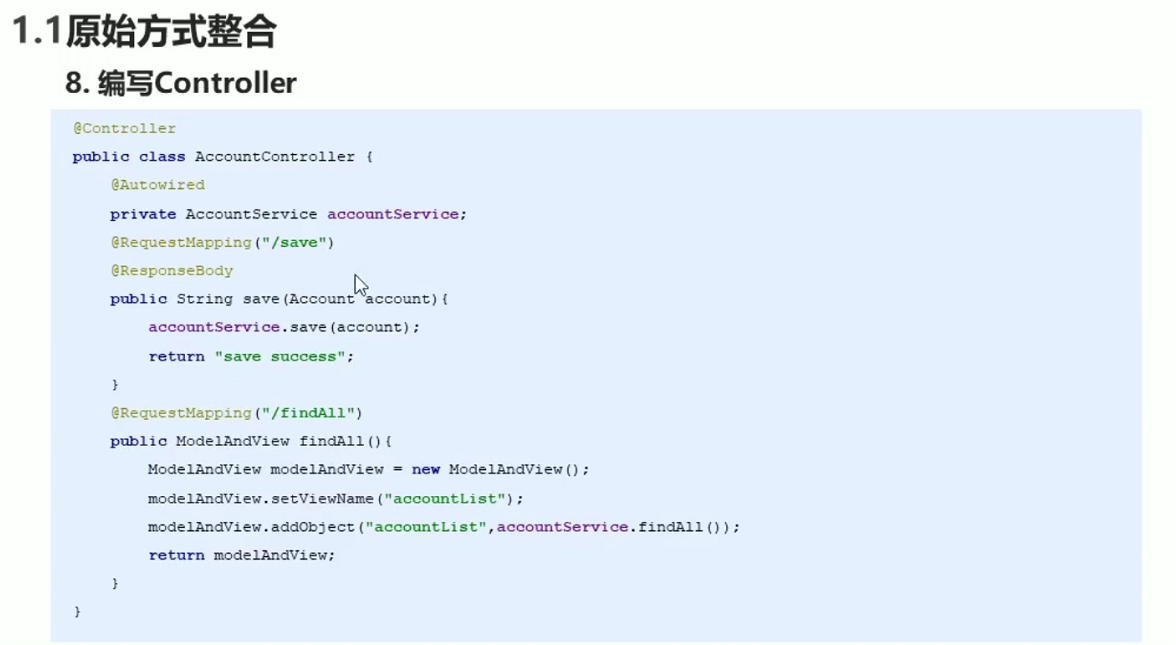 1.1原始方式整合
8. 编写Controller
@Controller
public class AccountController {
@Autowired
private AccountService accountService;
@RequestMapping("/save")
@ResponseBody
public String save(Account account){
accountService.save(account);
return "save success";
}
@RequestMapping("/findAll")
public ModelAndView findAll(){
ModelAndView modelAndView = new ModelAndView();
modelAndView.setViewName("accountList");
modelAndView.addObject("accountList",accountService.findAll());
return modelAndView;
}
}